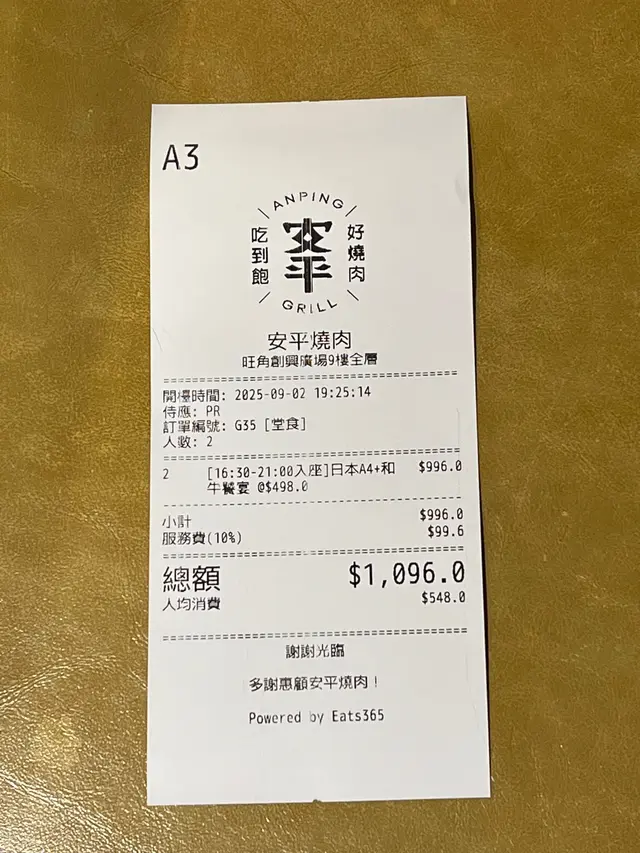 A3
ANPING
吃到飽
安平
好燒肉
GRILL
安平燒肉
旺角創興廣場9樓全層
開檯時間: 2025-09-02 19:25:14
侍應: PR
訂單編號: G35 [堂食]
人數: 2
2 [16:30-21:00入座]日本A4+和 $996.0
牛饗宴 @$498.0
小計 $996.0
服務費(10%) $99.6
總額 $1,096.0
人均消費 $548.0
謝謝光臨
多謝惠顧安平燒肉!
Powered by Eats365